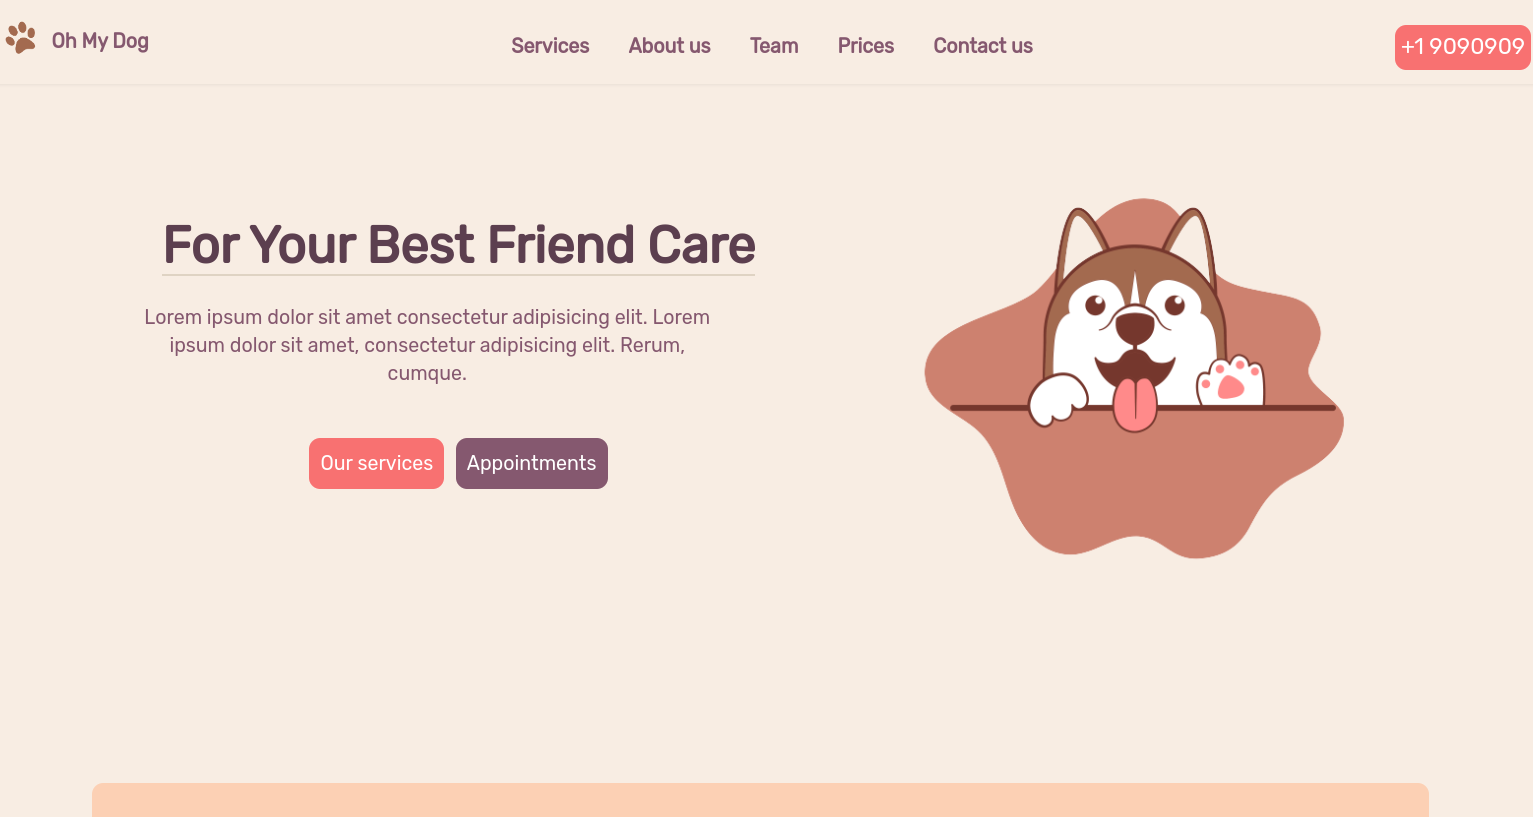 Oh My Dog
Services
About us
Team
Prices
Contact us
+1 9090909
For Your Best Friend Care
Lorem ipsum dolor sit amet consectetur adipisicing elit. Lorem
ipsum dolor sit amet, consectetur adipisicing elit. Rerum,
cumque.
Our services
Appointments